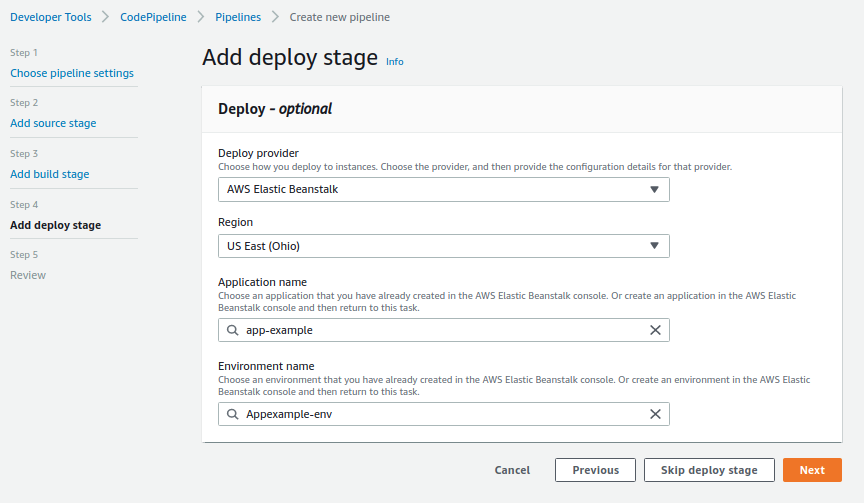 Developer Tools > CodePipeline > Pipelines > Create new pipeline
Step 1
Choose pipeline settings
Step 2
Add source stage
Step 3
Add build stage
Step 4
Add deploy stage
Step 5
Review
Add deploy stage Info
Deploy - optional
Deploy provider
Choose how you deploy to instances. Choose the provider, and then provide the configuration details for that provider.
AWS Elastic Beanstalk
Region
US East (Ohio)
Application name
Choose an application that you have already created in the AWS Elastic Beanstalk console. Or create an application in the AWS Elastic
Beanstalk console and then return to this task.
app-example
Environment name
Choose an environment that you have already created in the AWS Elastic Beanstalk console. Or create an environment in the AWS Elastic
Beanstalk console and then return to this task.
Appexample-env
Cancel Previous Skip deploy stage Next